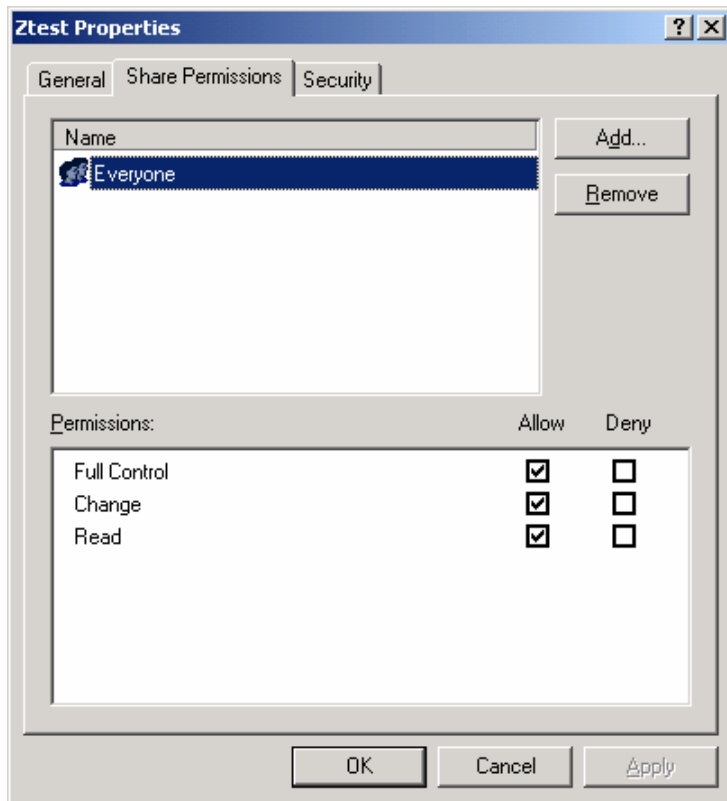 Ztest Properties
General Share Permissions Security
Name
Add...
Everyone
Remove
Permissions: Allow Deny
Full Control
Change
Read
OK Cancel Apply